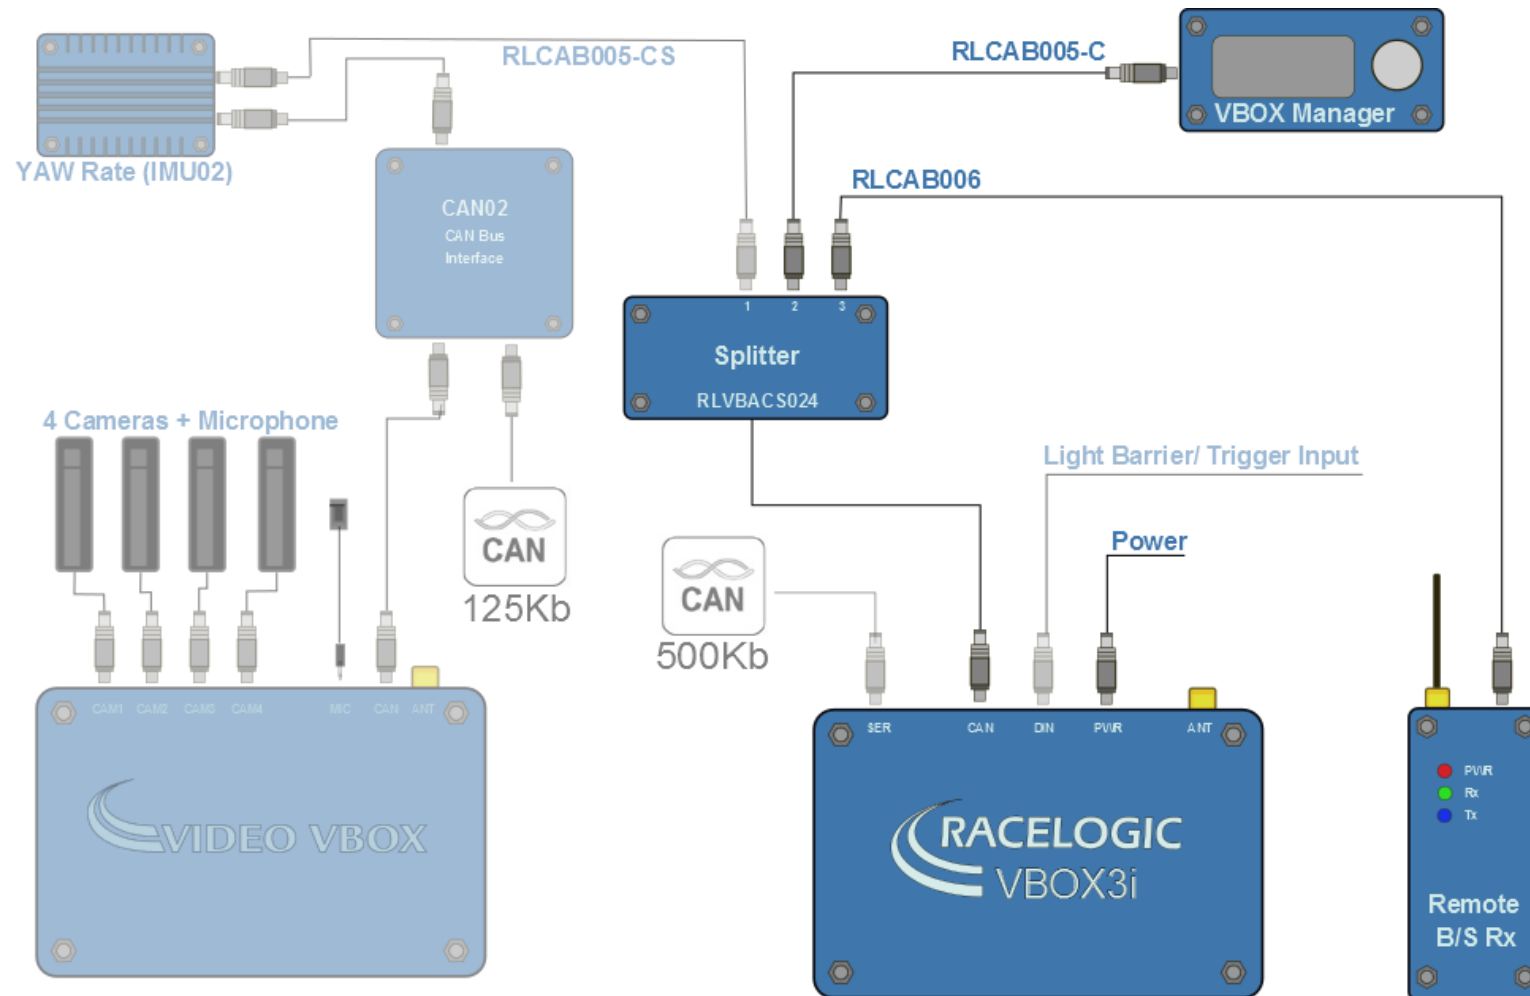 RLCAB005-CS
RLCAB005-C
VBOX Manager
YAW Rate (IMU02)
RLCAB006
CAN02
CAN Bus
Interface
1 2 3
Splitter
RLVBACS024
4 Cameras + Microphone
Light Barrier/ Trigger Input
Power
CAN
125Kb
CAN
500Kb
CAM1 CAM2 CAM3 CAM4 MIC CAN ANT
VIDEO VBOX
SER CAN DIN PWR ANT
RACELOGIC
VBOX3i
PWR
Rx
Tx
Remote
B/S Rx